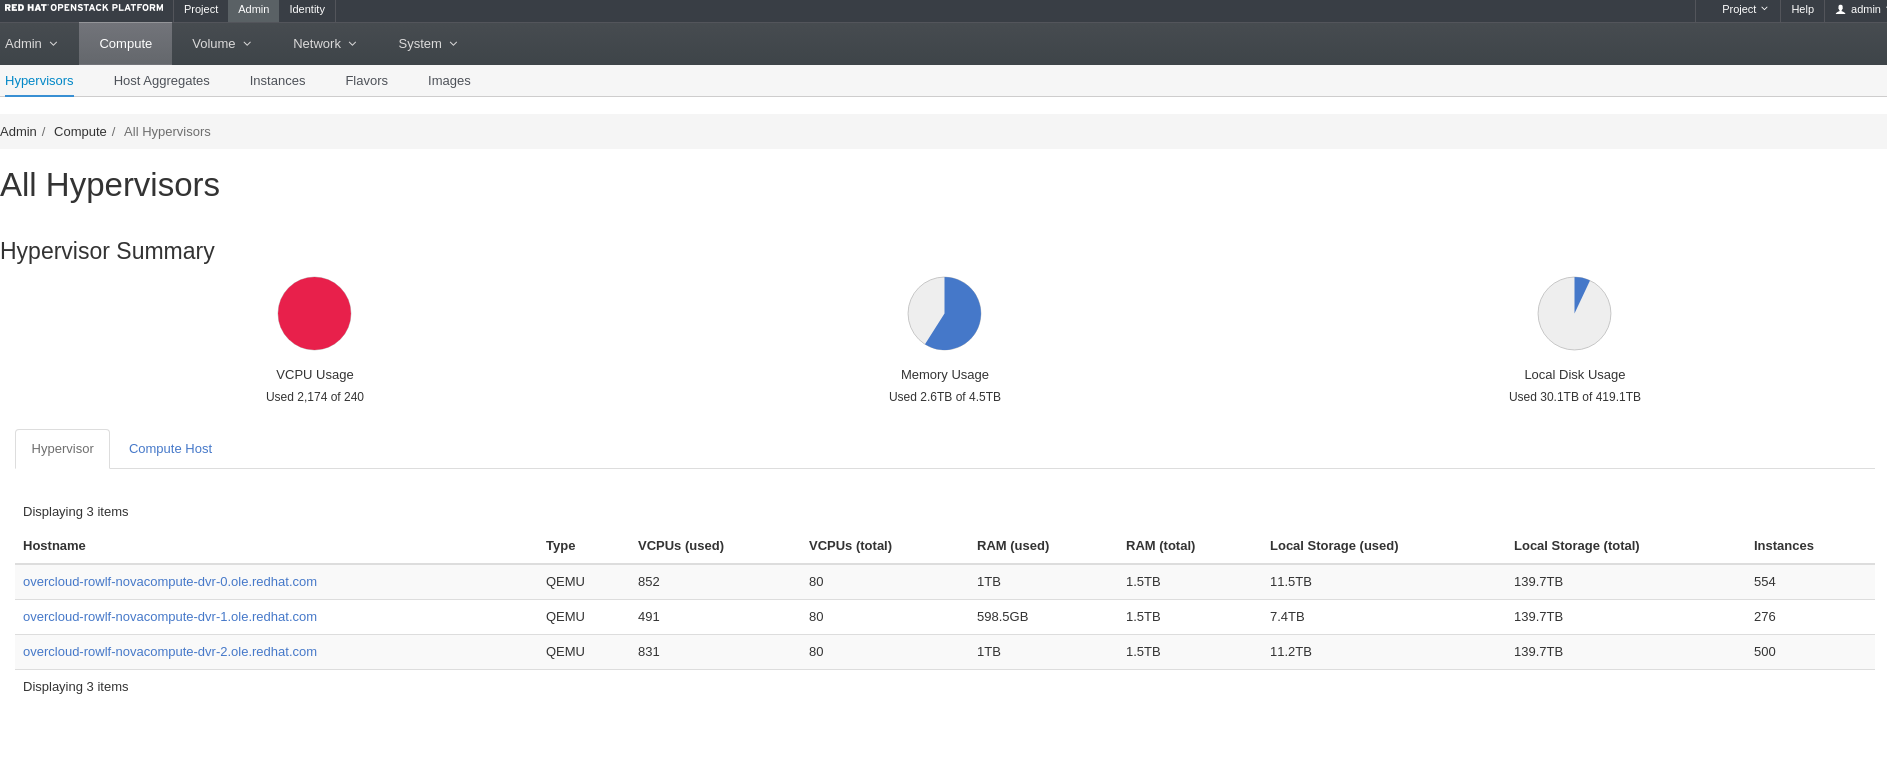 RED HAT OPENSTACK PLATFORM Project Admin Identity Project Help admin
Admin Compute Volume Network System
Hypervisors Host Aggregates Instances Flavors Images
Admin / Compute / All Hypervisors
All Hypervisors
Hypervisor Summary
VCPU Usage
Used 2,174 of 240
Memory Usage
Used 2.6TB of 4.5TB
Local Disk Usage
Used 30.1TB of 419.1TB
Hypervisor Compute Host
Displaying 3 items
Hostname Type VCPUs (used) VCPUs (total) RAM (used) RAM (total) Local Storage (used) Local Storage (total) Instances
overcloud-rowlf-novacompute-dvr-0.ole.redhat.com QEMU 852 80 1TB 1.5TB 11.5TB 139.7TB 554
overcloud-rowlf-novacompute-dvr-1.ole.redhat.com QEMU 491 80 598.5GB 1.5TB 7.4TB 139.7TB 276
overcloud-rowlf-novacompute-dvr-2.ole.redhat.com QEMU 831 80 1TB 1.5TB 11.2TB 139.7TB 500
Displaying 3 items